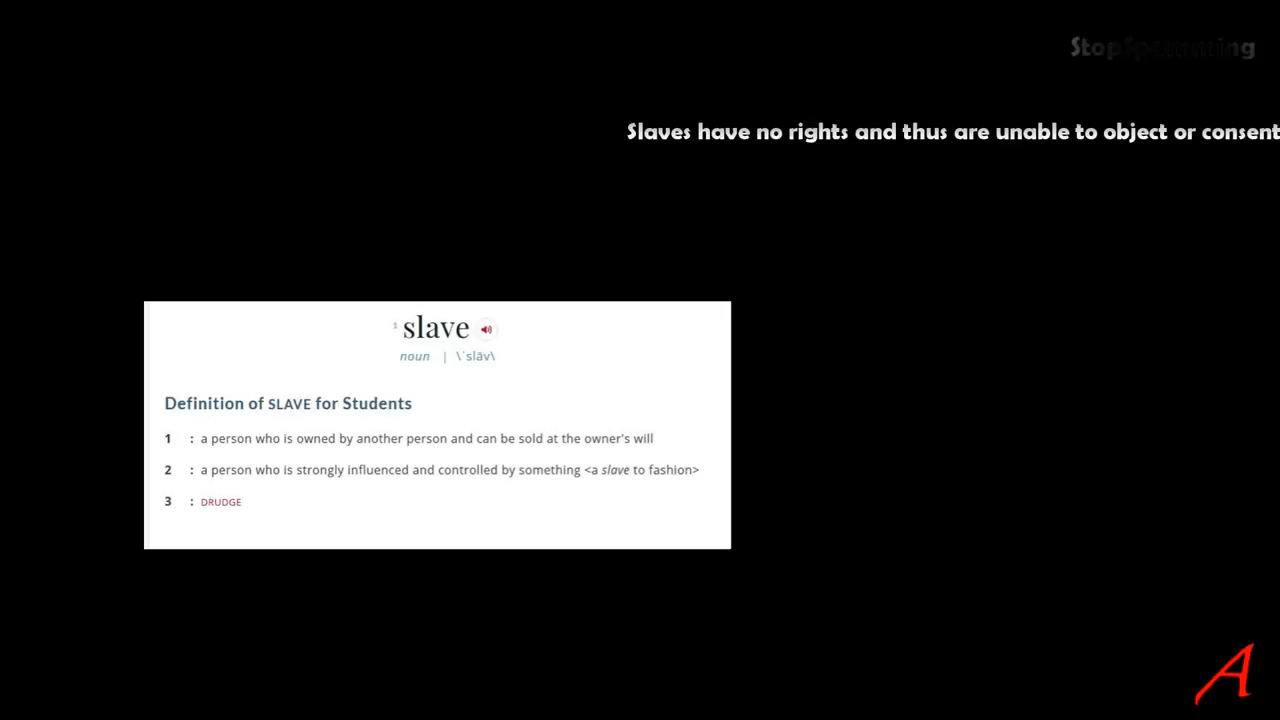 StopSpamming
Slaves have no rights and thus are unable to object or consent
1 slave
noun | \ˈslāv\
Definition of SLAVE for Students
1 : a person who is owned by another person and can be sold at the owner's will
2 : a person who is strongly influenced and controlled by something <a slave to fashion>
3 : DRUDGE
A